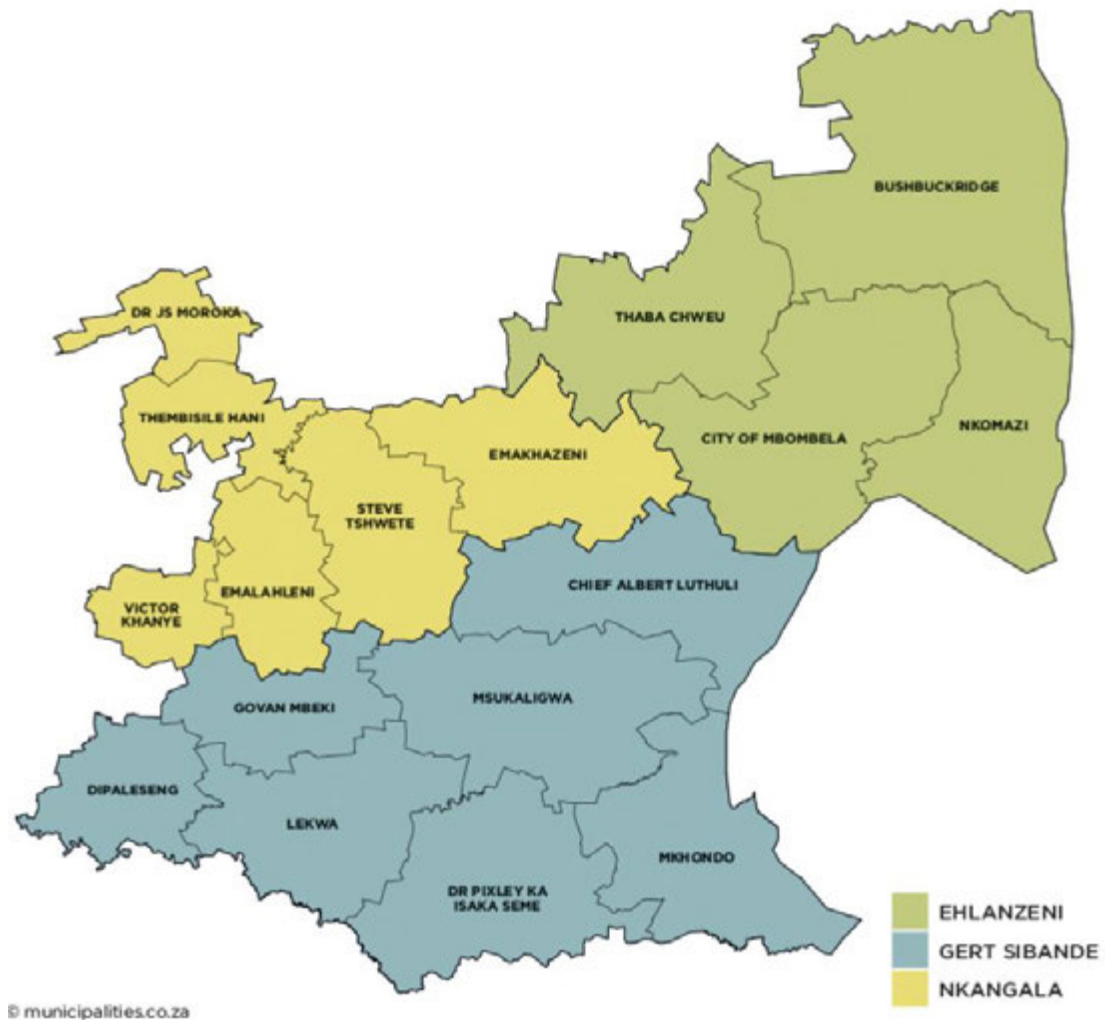 BUSHBUCKRIDGE
DR JS MOROKA
THABA CHWEU
THEMBISILE HANI
NKOMAZI
CITY OF MBOMBELA
EMAKHAZENI
STEVE
TSHWETE
CHIEF ALBERT LUTHULI
EMALAHLENI
VICTOR
KHANYE
MSUKALIGWA
GOVAN MBEKI
DIPALESENG
LEKWA
MKHONDO
DR PIXLEY KA
ISAKA SEME
EHLANZENI
GERT SIBANDE
NKANGALA
© municipalities.co.za